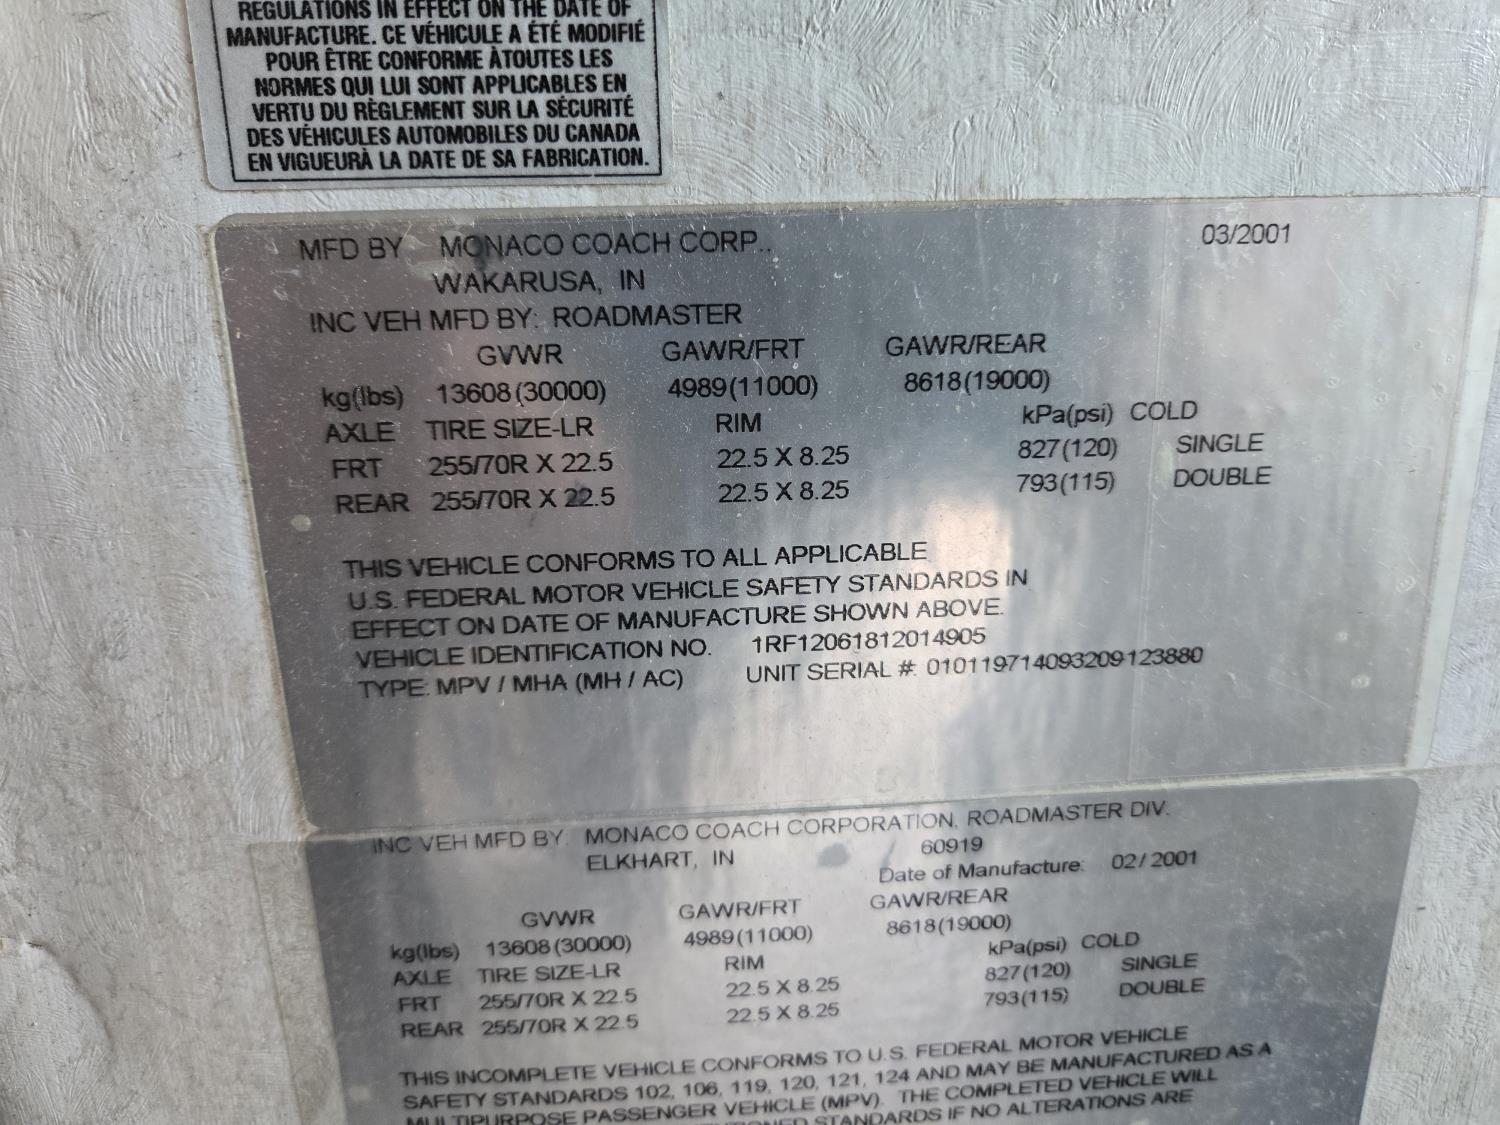 REGULATIONS IN EFFECT ON THE DATE OF
MANUFACTURE. CE VÉHICULE A ÉTÉ MODIFIÉ
POUR ÊTRE CONFORME ÀTOUTES LES
NORMES QUI LUI SONT APPLICABLES EN
VERTU DU RÈGLEMENT SUR LA SÉCURITÉ
DES VÉHICULES AUTOMOBILES DU CANADA
EN VIGUEURÀ LA DATE DE SA FABRICATION.
MFD BY MONACO COACH CORP.. 03/2001
WAKARUSA, IN
INC VEH MFD BY: ROADMASTER
GVWR GAWR/FRT GAWR/REAR
kg(lbs) 13608(30000) 4989(11000) 8618(19000)
AXLE TIRE SIZE-LR RIM kPa(psi) COLD
FRT 255/70R X 22.5 22.5 X 8.25 827(120) SINGLE
REAR 255/70R X 22.5 22.5 X 8.25 793(115) DOUBLE
THIS VEHICLE CONFORMS TO ALL APPLICABLE
U.S. FEDERAL MOTOR VEHICLE SAFETY STANDARDS IN
EFFECT ON DATE OF MANUFACTURE SHOWN ABOVE.
VEHICLE IDENTIFICATION NO. 1RF12061812014905
TYPE: MPV / MHA (MH / AC) UNIT SERIAL #: 010119714093209123880
INC VEH MFD BY: MONACO COACH CORPORATION, ROADMASTER DIV.
ELKHART, IN 60919
Date of Manufacture: 02/2001
GVWR GAWR/FRT GAWR/REAR
kg(lbs) 13608(30000) 4989(11000) 8618(19000)
AXLE TIRE SIZE-LR RIM kPa(psi) COLD
FRT 255/70R X 22.5 22.5 X 8.25 827(120) SINGLE
REAR 255/70R X 22.5 22.5 X 8.25 793(115) DOUBLE
THIS INCOMPLETE VEHICLE CONFORMS TO U.S. FEDERAL MOTOR VEHICLE
SAFETY STANDARDS 102, 106, 119, 120, 121, 124 AND MAY BE MANUFACTURED AS A
MULTIPURPOSE PASSENGER VEHICLE (MPV). THE COMPLETED VEHICLE WILL
STANDARDS IF NO ALTERATIONS ARE